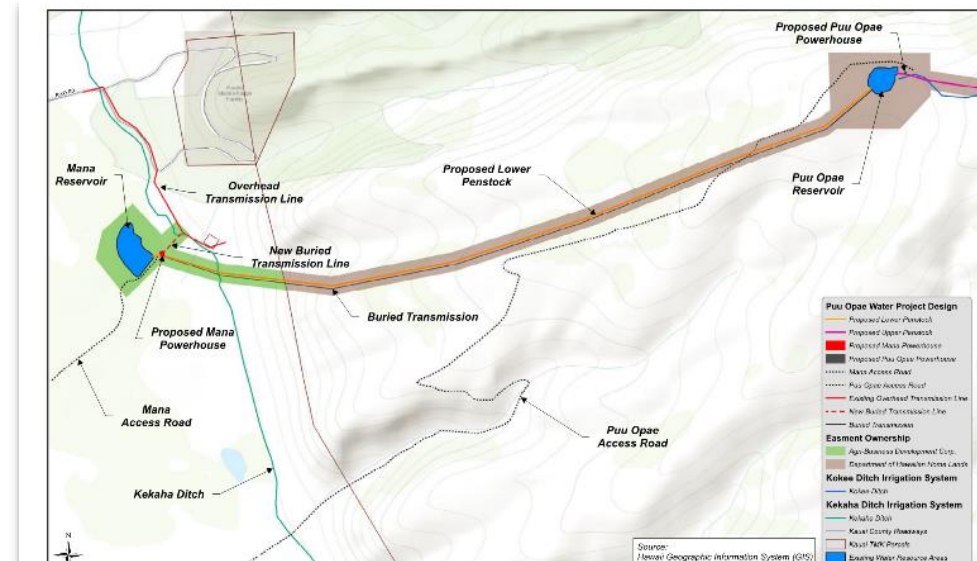 Proposed Puu Opae
Powerhouse
Mana
Reservoir
Overhead
Transmission Line
Proposed Lower
Penstock
Puu Opae
Reservoir
New Buried
Transmission Line
Buried Transmission
Proposed Mana
Powerhouse
Mana
Access Road
Puu Opae
Access Road
Kekaha Ditch
N
Puu Opae Water Project Design
Proposed Lower Penstock
Proposed Upper Penstock
Proposed Mana Powerhouse
Proposed Puu Opae Powerhouse
Mana Access Road
Puu Opae Access Road
Existing Overhead Transmission Line
New Buried Transmission Line
Buried Transmission
Easment Ownership
Agri-Business Development Corp.
Department of Hawaiian Home Lands
Kokee Ditch Irrigation System
Kokee Ditch
Kekaha Ditch Irrigation System
Kekaha Ditch
Kauai County Roadways
Kauai TMK Parcels
Existing Water Resource Areas
Source:
Hawaii Geographic Information System (GIS)